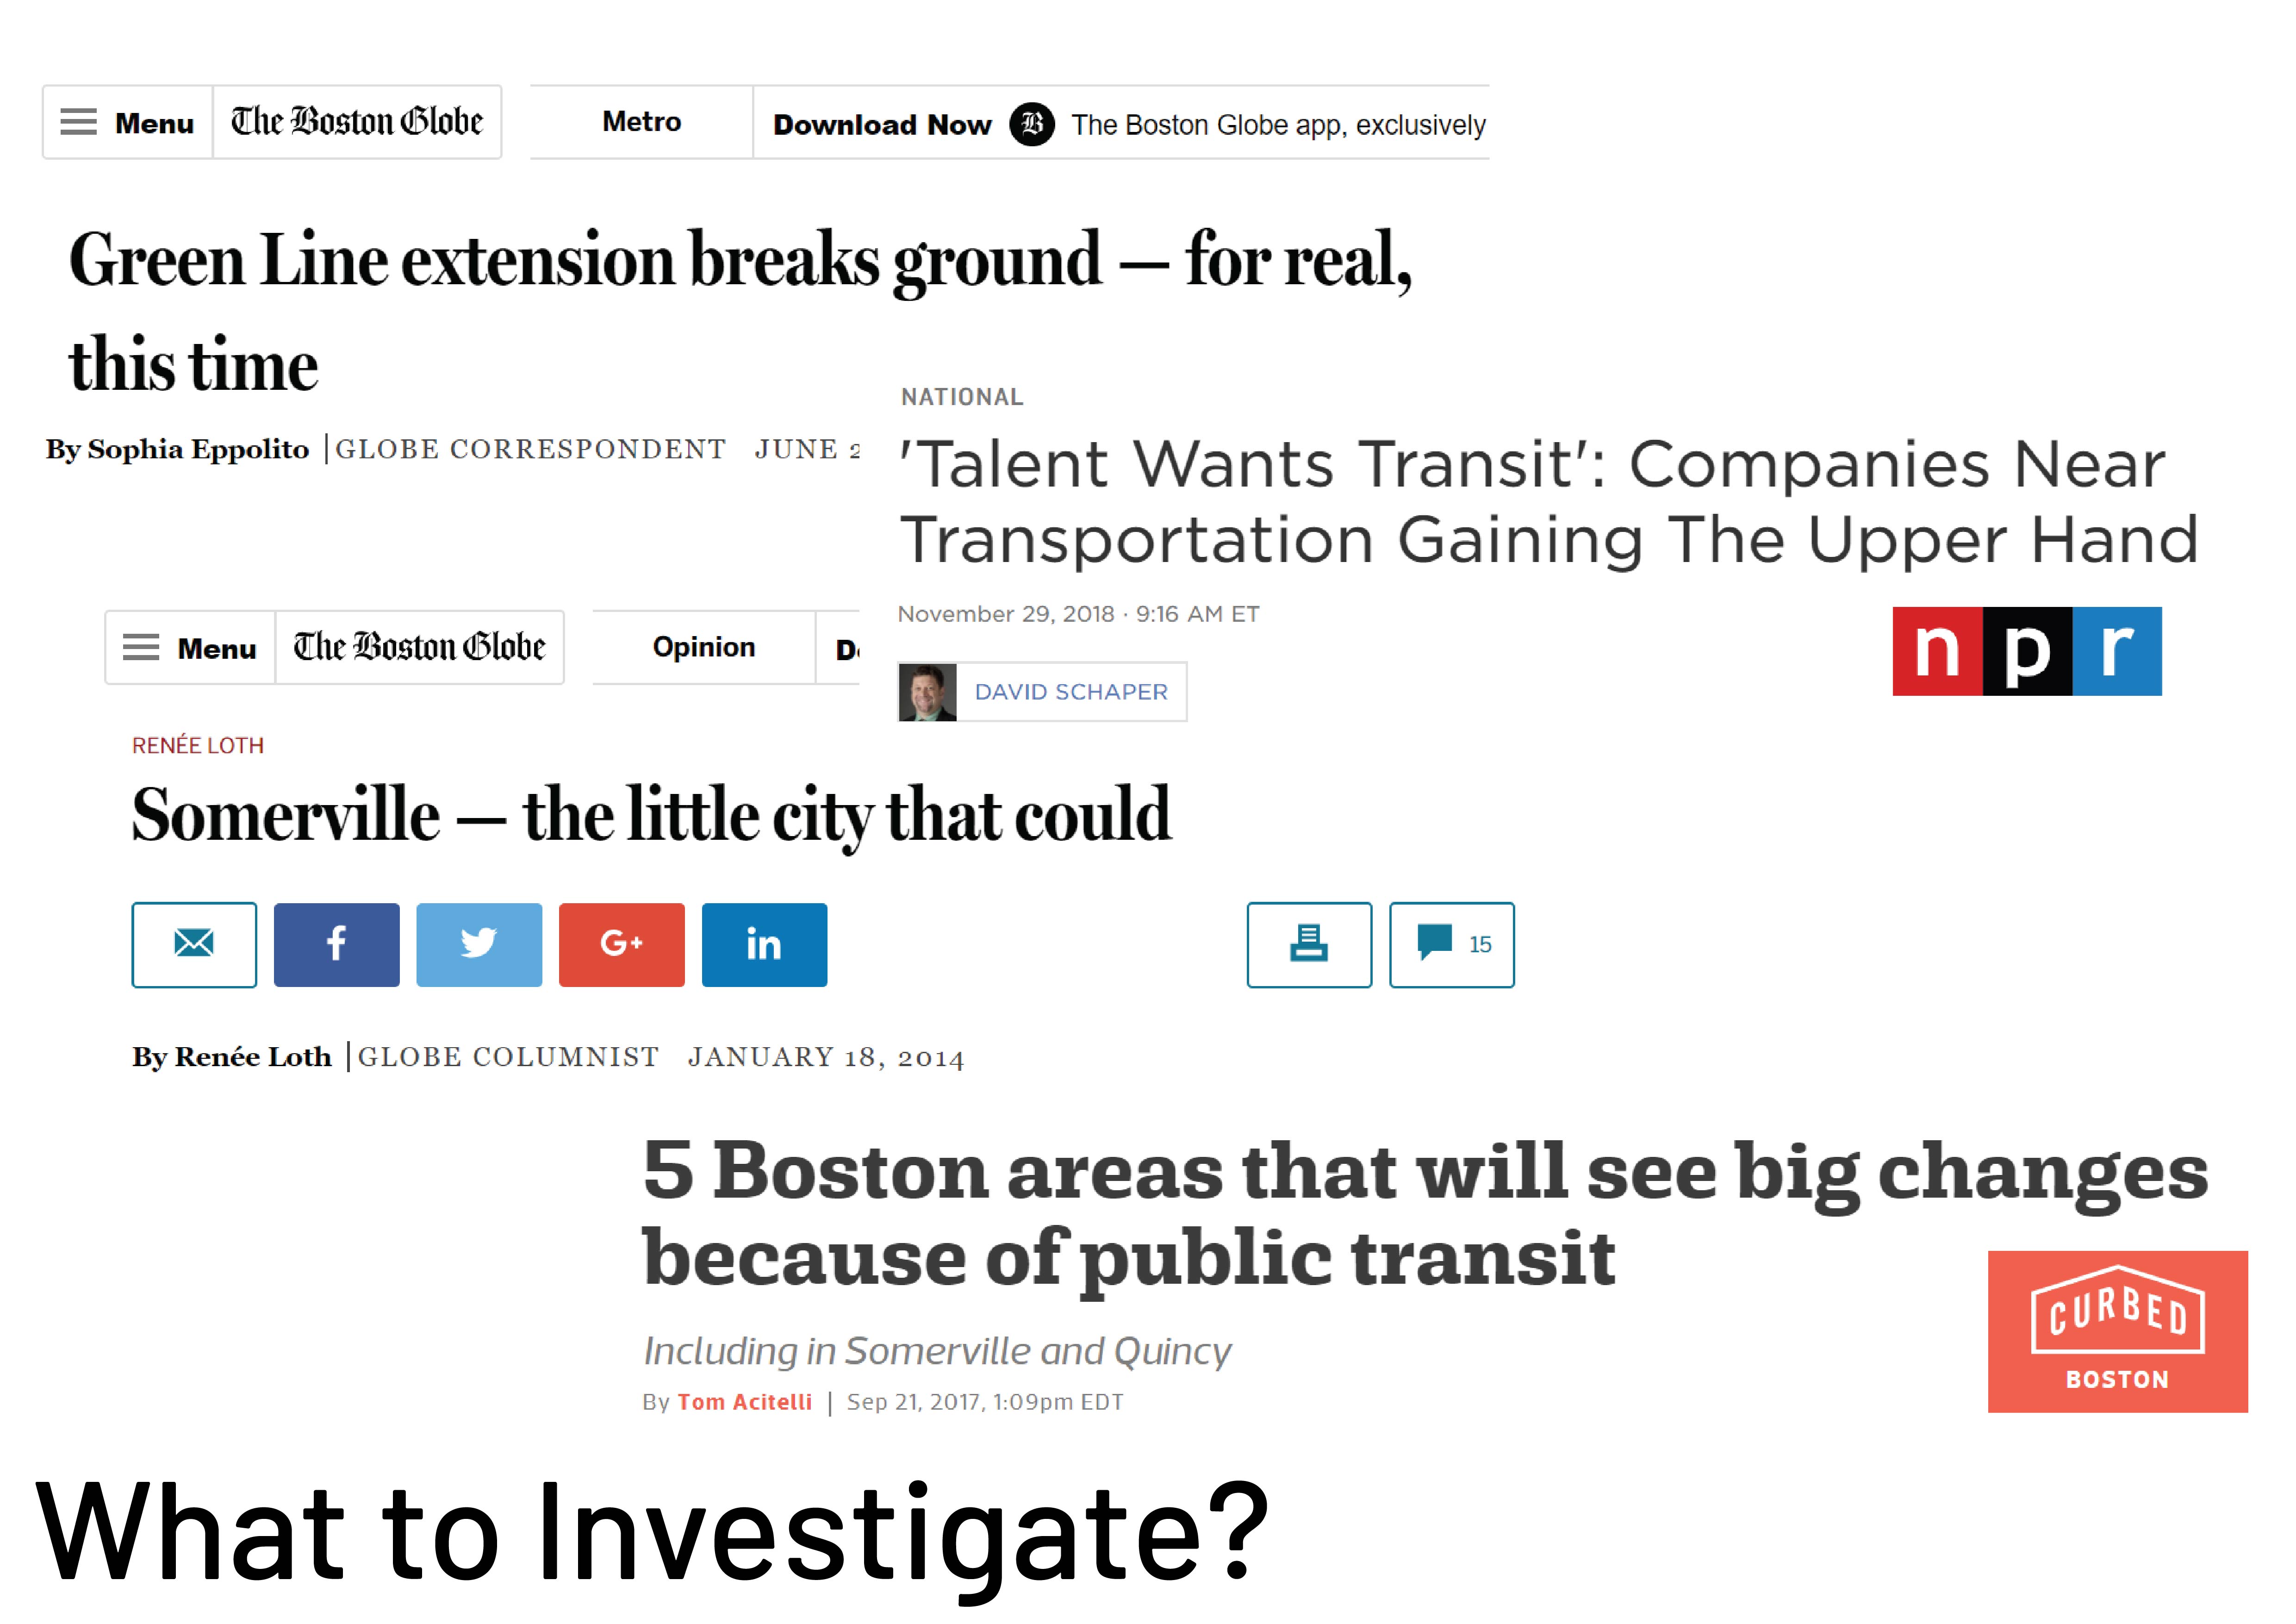 Menu The Boston Globe Metro Download Now B The Boston Globe app, exclusively
Green Line extension breaks ground — for real,
this time
By Sophia Eppolito | GLOBE CORRESPONDENT JUNE 2
NATIONAL
'Talent Wants Transit': Companies Near
Transportation Gaining The Upper Hand
November 29, 2018 · 9:16 AM ET
npr
DAVID SCHAPER
Menu The Boston Globe Opinion D
RENÉE LOTH
Somerville — the little city that could
f G+ in 15
By Renée Loth | GLOBE COLUMNIST JANUARY 18, 2014
5 Boston areas that will see big changes
because of public transit
Including in Somerville and Quincy
By Tom Acitelli | Sep 21, 2017, 1:09pm EDT
CURBED
BOSTON
What to Investigate?